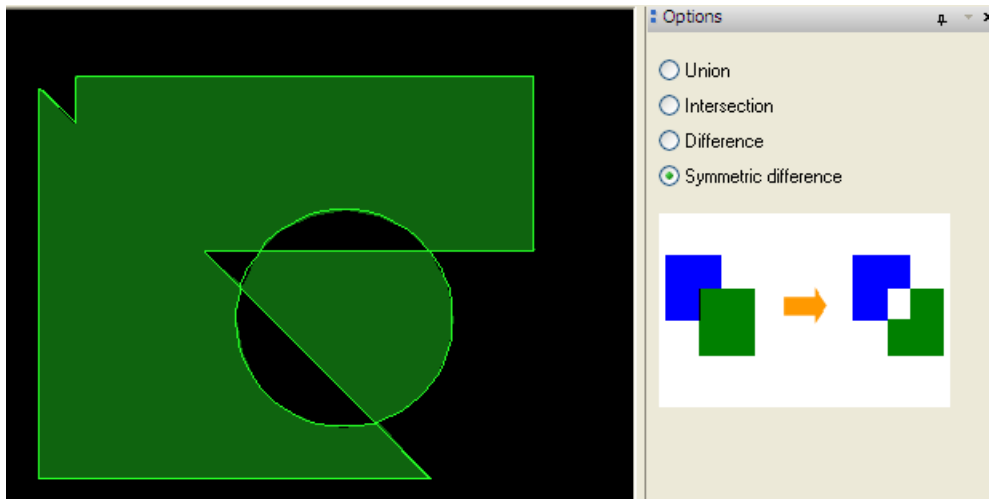 Options
Union
Intersection
Difference
Symmetric difference